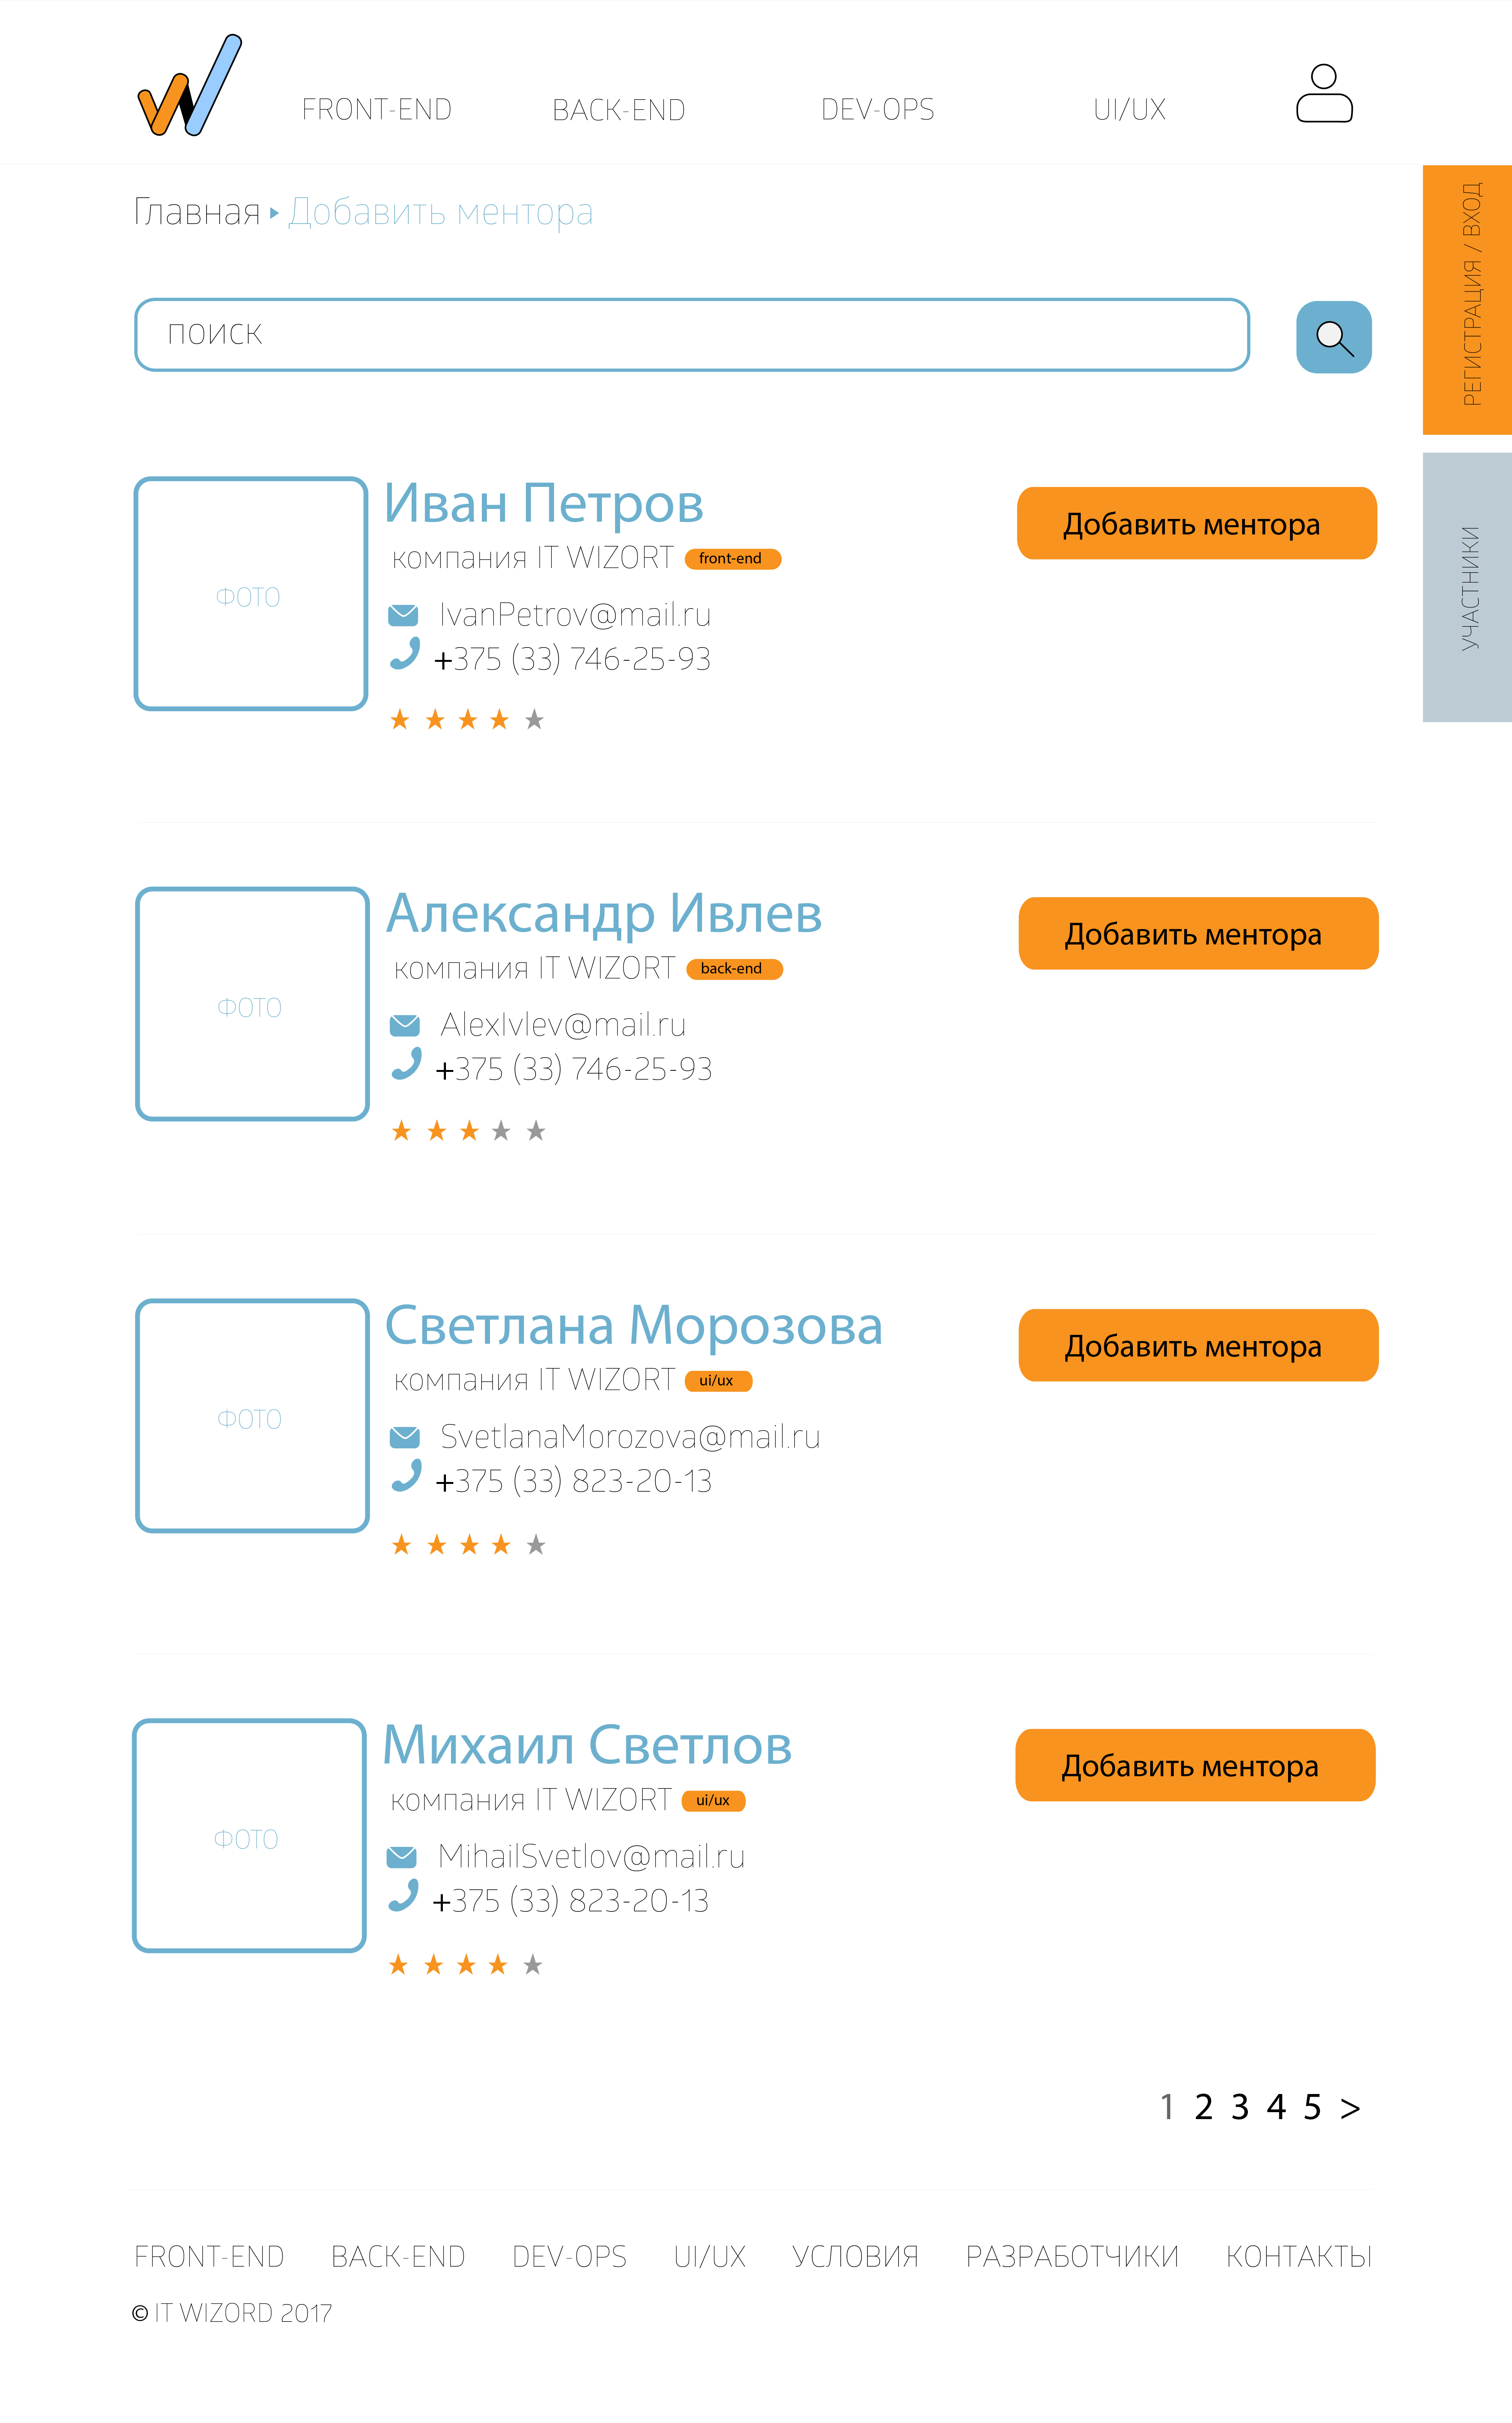 FRONT-END BACK-END DEV-OPS UI/UX
Главная Добавить ментора
РЕГИСТРАЦИЯ / ВХОД
ПОИСК
УЧАСТНИКИ
ФОТО
Иван Петров
Добавить ментора
компания IT WIZORT front-end
IvanPetrov@mail.ru
+375 (33) 746-25-93
ФОТО
Александр Ивлев
Добавить ментора
компания IT WIZORT back-end
AlexIvlev@mail.ru
+375 (33) 746-25-93
ФОТО
Светлана Морозова
Добавить ментора
компания IT WIZORT ui/ux
SvetlanaMorozova@mail.ru
+375 (33) 823-20-13
ФОТО
Михаил Светлов
Добавить ментора
компания IT WIZORT ui/ux
MihailSvetlov@mail.ru
+375 (33) 823-20-13
1 2 3 4 5 >
FRONT-END BACK-END DEV-OPS UI/UX УСЛОВИЯ РАЗРАБОТЧИКИ КОНТАКТЫ
© IT WIZORD 2017